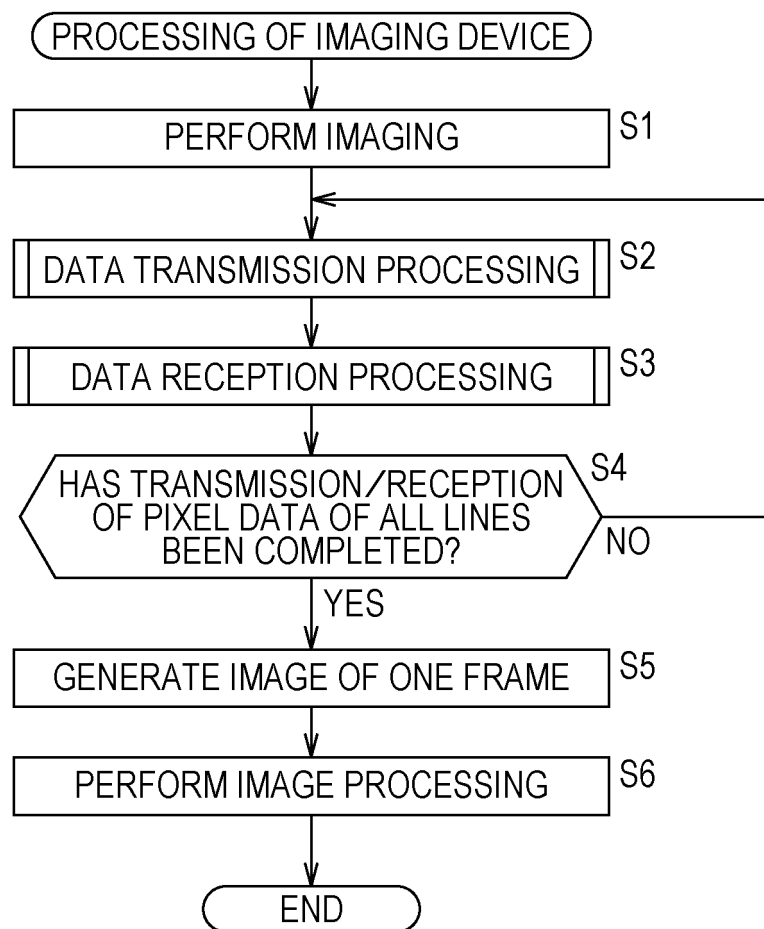 PROCESSING OF IMAGING DEVICE
PERFORM IMAGING
S1
DATA TRANSMISSION PROCESSING
S2
DATA RECEPTION PROCESSING
S3
HAS TRANSMISSION/RECEPTION
OF PIXEL DATA OF ALL LINES
BEEN COMPLETED?
S4
NO
YES
GENERATE IMAGE OF ONE FRAME
S5
PERFORM IMAGE PROCESSING
S6
END